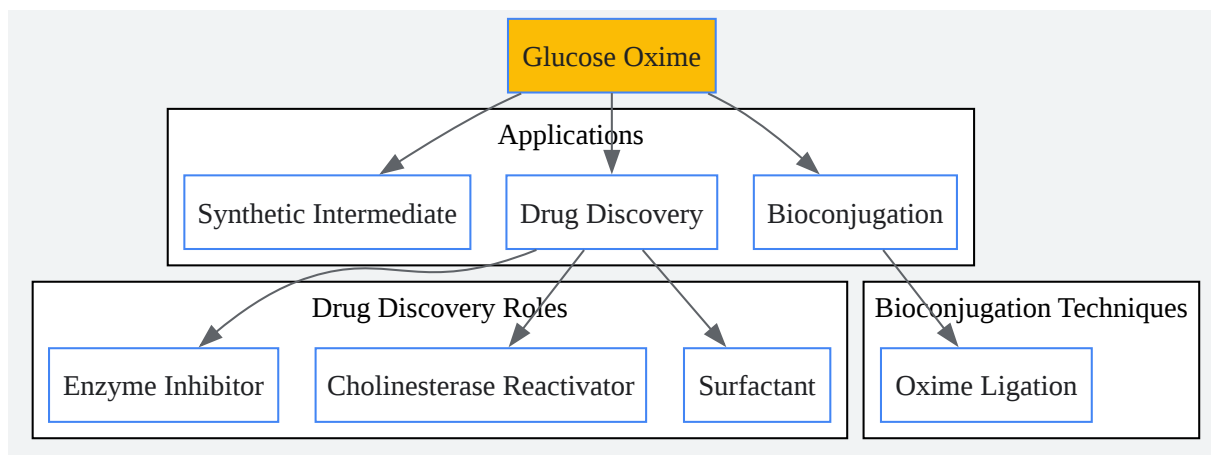 Glucose Oxime
Applications
Synthetic Intermediate
Drug Discovery
Bioconjugation
Drug Discovery Roles
Bioconjugation Techniques
Enzyme Inhibitor
Cholinesterase Reactivator
Surfactant
Oxime Ligation